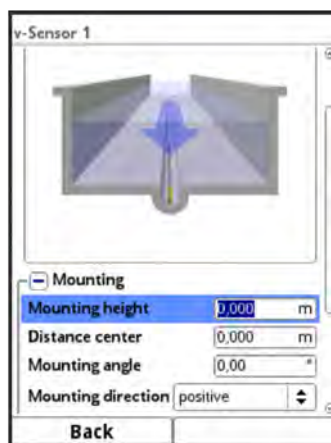 v-Sensor 1
Mounting
Mounting height 0,000 m
Distance center 0,000 m
Mounting angle 0,00 °
Mounting direction positive
Back